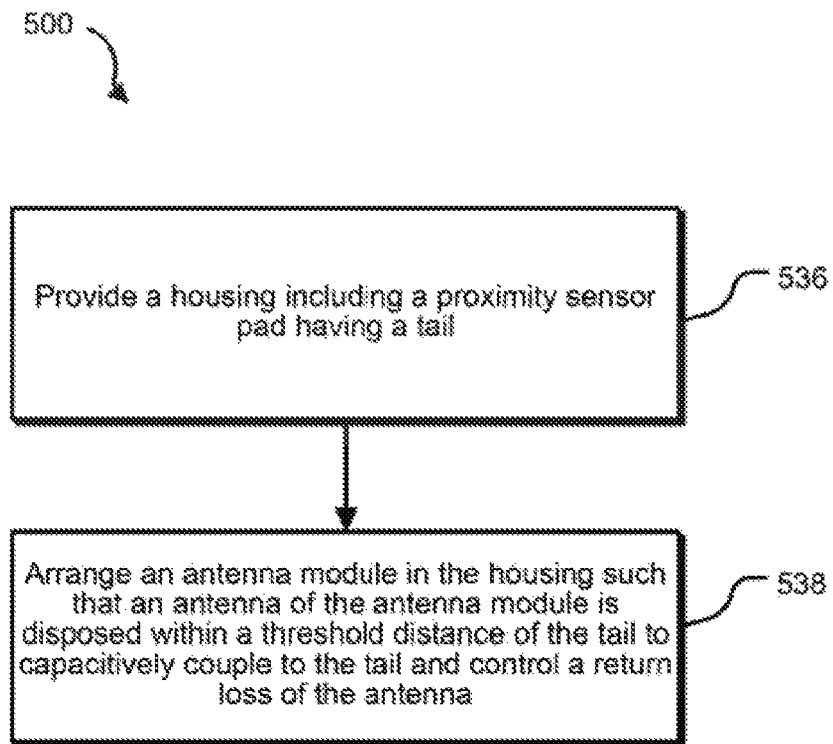 500
Provide a housing including a proximity sensor
pad having a tail
536
Arrange an antenna module in the housing such
that an antenna of the antenna module is
disposed within a threshold distance of the tail to
capacitively couple to the tail and control a return
loss of the antenna
538